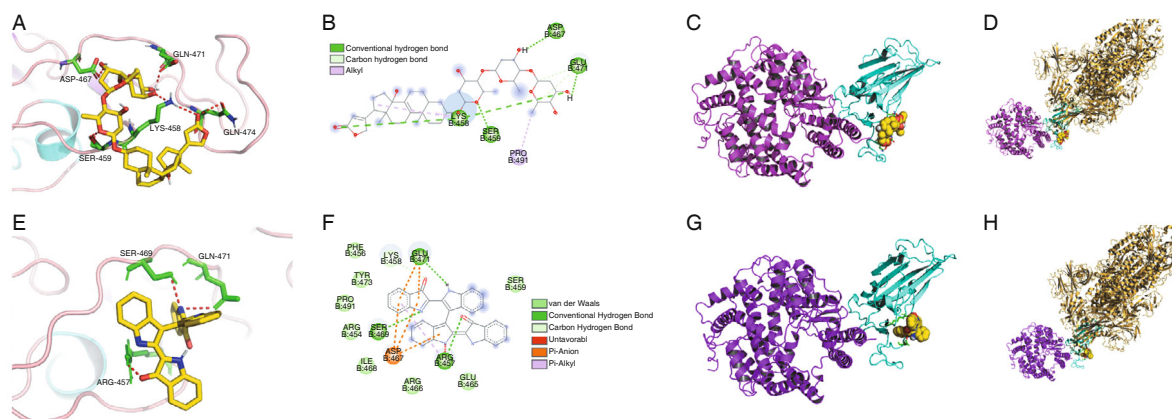 A
GLN-471
ASP-467
LYS-458
GLN-474
SER-459
B
Conventional hydrogen bond
Carbon hydrogen bond
Alkyl
ASP
B:467
H
GLU
B:471
H
LYS
B:458
SER
B:459
PRO
B:491
C
D
E
SER-469
GLN-471
ARG-457
F
PHE
B:456
LYS
B:458
GLU
B:471
TYR
B:473
SER
B:459
PRO
B:491
ARG
B:454
SER
B:469
ASP
B:467
ILE
B:468
ARG
B:457
ARG
B:466
GLU
B:465
van der Waals
Conventional Hydrogen Bond
Carbon Hydrogen Bond
Untavorabl
Pi-Anion
Pi-Alkyl
G
H